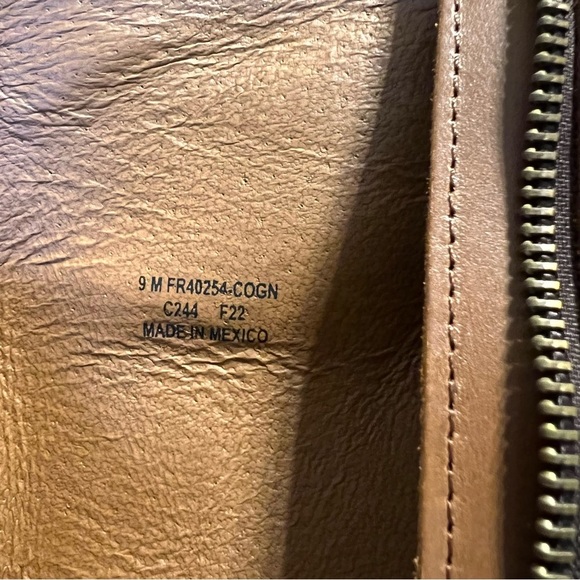 9 M FR40254-COGN
C244 F22
MADE IN MEXICO